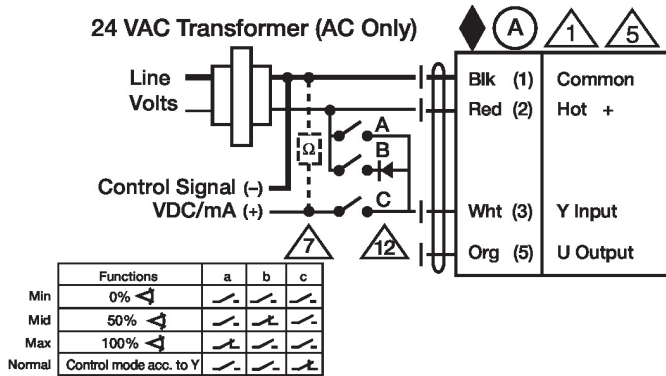 24 VAC Transformer (AC Only)
A
1
5
Line
Volts
Blk (1) Common
Red (2) Hot +
A
B
Ω
Control Signal (–)
VDC/mA (+)
C
Wht (3) Y Input
7
12
Org (5) U Output
Functions a b c
Min 0%
Mid 50%
Max 100%
Normal Control mode acc. to Y